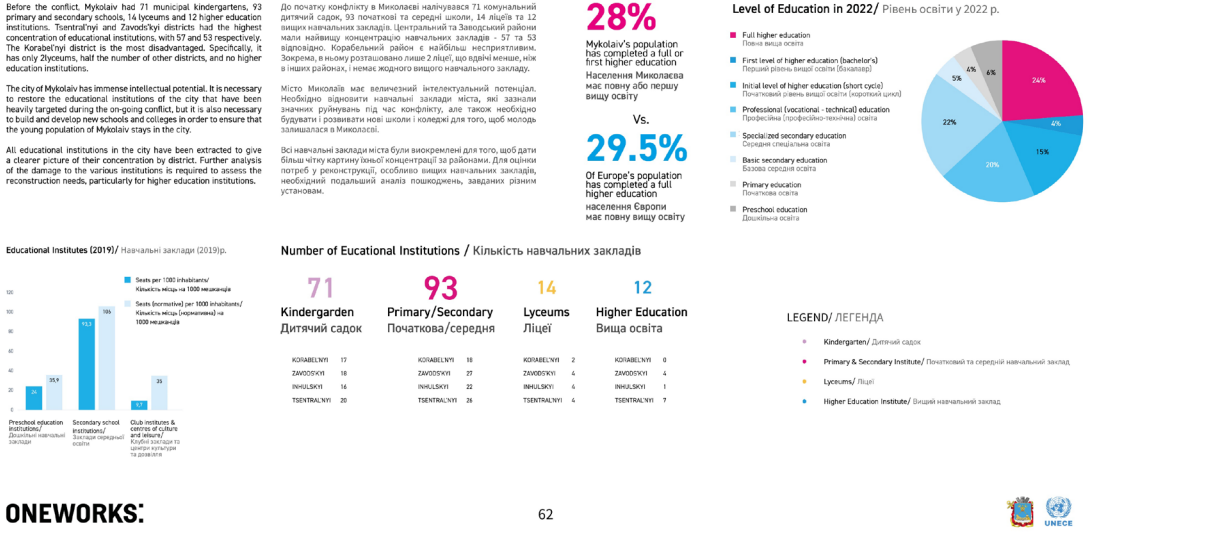 Before the conflict, Mykolaiv had 71 municipal kindergartens, 93
primary and secondary schools, 14 lyceums and 12 higher education
institutions. Tsentral'nyi and Zavods'kyi districts had the highest
concentration of educational institutions, with 57 and 53 respectively.
The Korabel'nyi district is the most disadvantaged. Specifically, it
has only 2lyceums, half the number of other districts, and no higher
education institutions.
The city of Mykolaiv has immense intellectual potential. It is necessary
to restore the educational institutions of the city that have been
heavily targeted during the on-going conflict, but it is also necessary
to build and develop new schools and colleges in order to ensure that
the young population of Mykolaiv stays in the city.
All educational institutions in the city have been extracted to give
a clearer picture of their concentration by district. Further analysis
of the damage to the various institutions is required to assess the
reconstruction needs, particularly for higher education institutions.
До початку конфлікту в Миколаєві налічувався 71 комунальний
дитячий садок, 93 початкові та середні школи, 14 ліцеїв та 12
вищих навчальних закладів. Центральний та Заводський райони
мали найвищу концентрацію навчальних закладів - 57 та 53
відповідно. Корабельний район є найбільш несприятливим.
Зокрема, в ньому розташовано лише 2 ліцеї, що вдвічі менше, ніж
в інших районах, і немає жодного вищого навчального закладу.
Місто Миколаїв має величезний інтелектуальний потенціал.
Необхідно відновити навчальні заклади міста, які зазнали
значних руйнувань під час конфлікту, але також необхідно
будувати і розвивати нові школи і коледжі для того, щоб молодь
залишалася в Миколаєві.
Всі навчальні заклади міста були виокремлені для того, щоб дати
більш чітку картину їхньої концентрації за районами. Для оцінки
потреб у реконструкції, особливо вищих навчальних закладів,
необхідний подальший аналіз пошкоджень, завданих різним
установам.
28%
Mykolaiv's population
has completed a full or
first higher education
Населення Миколаєва
має повну або першу
вищу освіту
Vs.
29.5%
Of Europe's population
has completed a full
higher education
населення Європи
має повну вищу освіту
Level of Education in 2022/ Рівень освіти у 2022 р.
Full higher education
Повна вища освіта
First level of higher education (bachelor's)
Перший рівень вищої освіти (бакалавр)
Initial level of higher education (short cycle)
Початковий рівень вищої освіти (короткий цикл)
Professional (vocational - technical) education
Професійна (професійно-технічна) освіта
Specialized secondary education
Середня спеціальна освіта
Basic secondary education
Базова середня освіта
Primary education
Початкова освіта
Preschool education
Дошкільна освіта
24%
4%
15%
20%
22%
5%
4%
6%
Educational Institutes (2019)/ Навчальні заклади (2019)р.
Seats per 1000 inhabitants/
Кількість місць на 1000 мешканців
Seats (normative) per 1000 inhabitants/
Кількість місць (нормативна) на
1000 мешканців
120
100
80
60
40
20
0
24
35,9
93,3
106
9,7
35
Preschool education
institutions/
Дошкільні навчальні
заклади
Secondary school
institutions/
Заклади середньої
освіти
Club institutes &
centres of culture
and leisure/
Клубні заклади та
центри культури
та дозвілля
Number of Eucational Institutions / Кількість навчальних закладів
71
Kindergarden
Дитячий садок
KORABEL'NYI 17
ZAVODS'KYI 18
INHULSKYI 16
TSENTRAL'NYI 20
93
Primary/Secondary
Початкова/середня
KORABEL'NYI 18
ZAVODS'KYI 27
INHULSKYI 22
TSENTRAL'NYI 26
14
Lyceums
Ліцеї
KORABEL'NYI 2
ZAVODS'KYI 4
INHULSKYI 4
TSENTRAL'NYI 4
12
Higher Education
Вища освіта
KORABEL'NYI 0
ZAVODS'KYI 4
INHULSKYI 1
TSENTRAL'NYI 7
LEGEND/ ЛЕГЕНДА
Kindergarten/ Дитячий садок
Primary & Secondary Institute/ Початковий та середній навчальний заклад
Lyceums/ Ліцеї
Higher Education Institute/ Вищий навчальний заклад
ONEWORKS:
62
UNECE